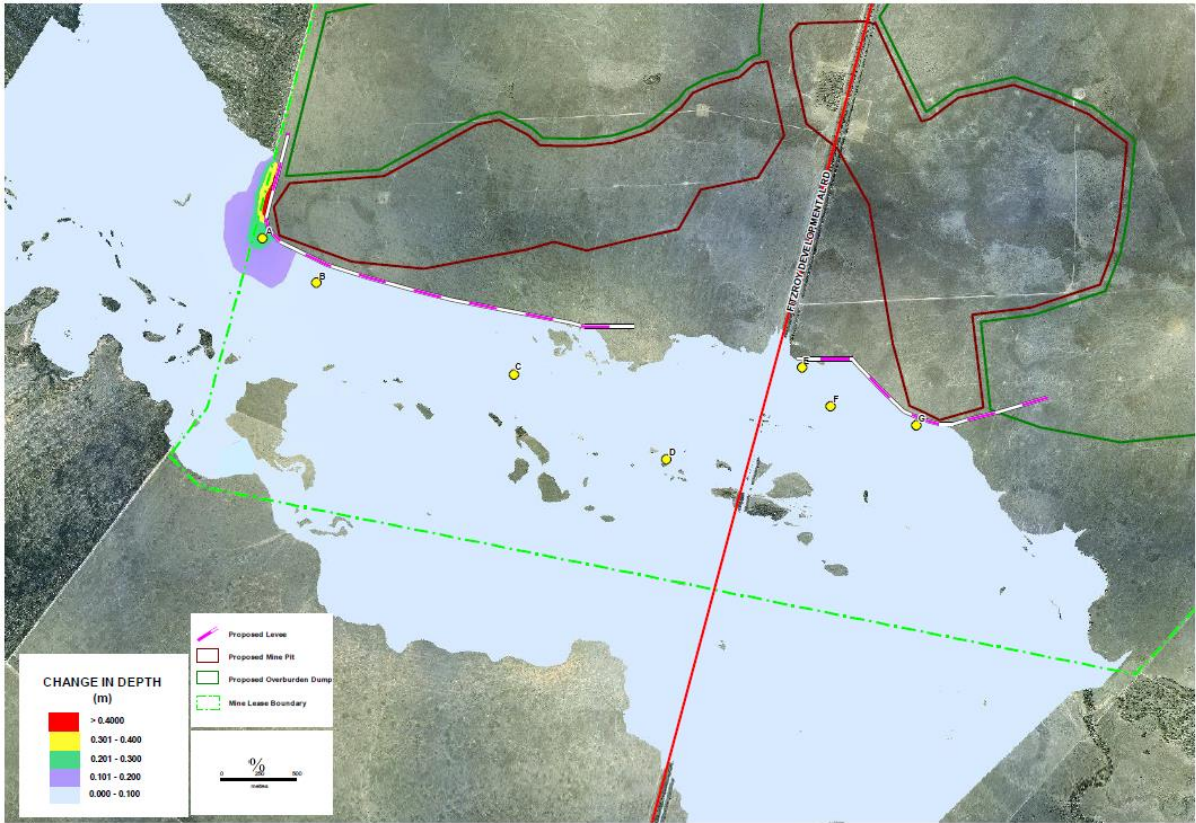 FITZROY DEVELOPMENTAL RD
A
B
C
D
E
F
G
Proposed Levee
Proposed Mine Pit
Proposed Overburden Dump
Mine Lease Boundary
CHANGE IN DEPTH
(m)
> 0.4000
0.301 - 0.400
0.201 - 0.300
0.101 - 0.200
0.000 - 0.100
%
0 250 500
metres